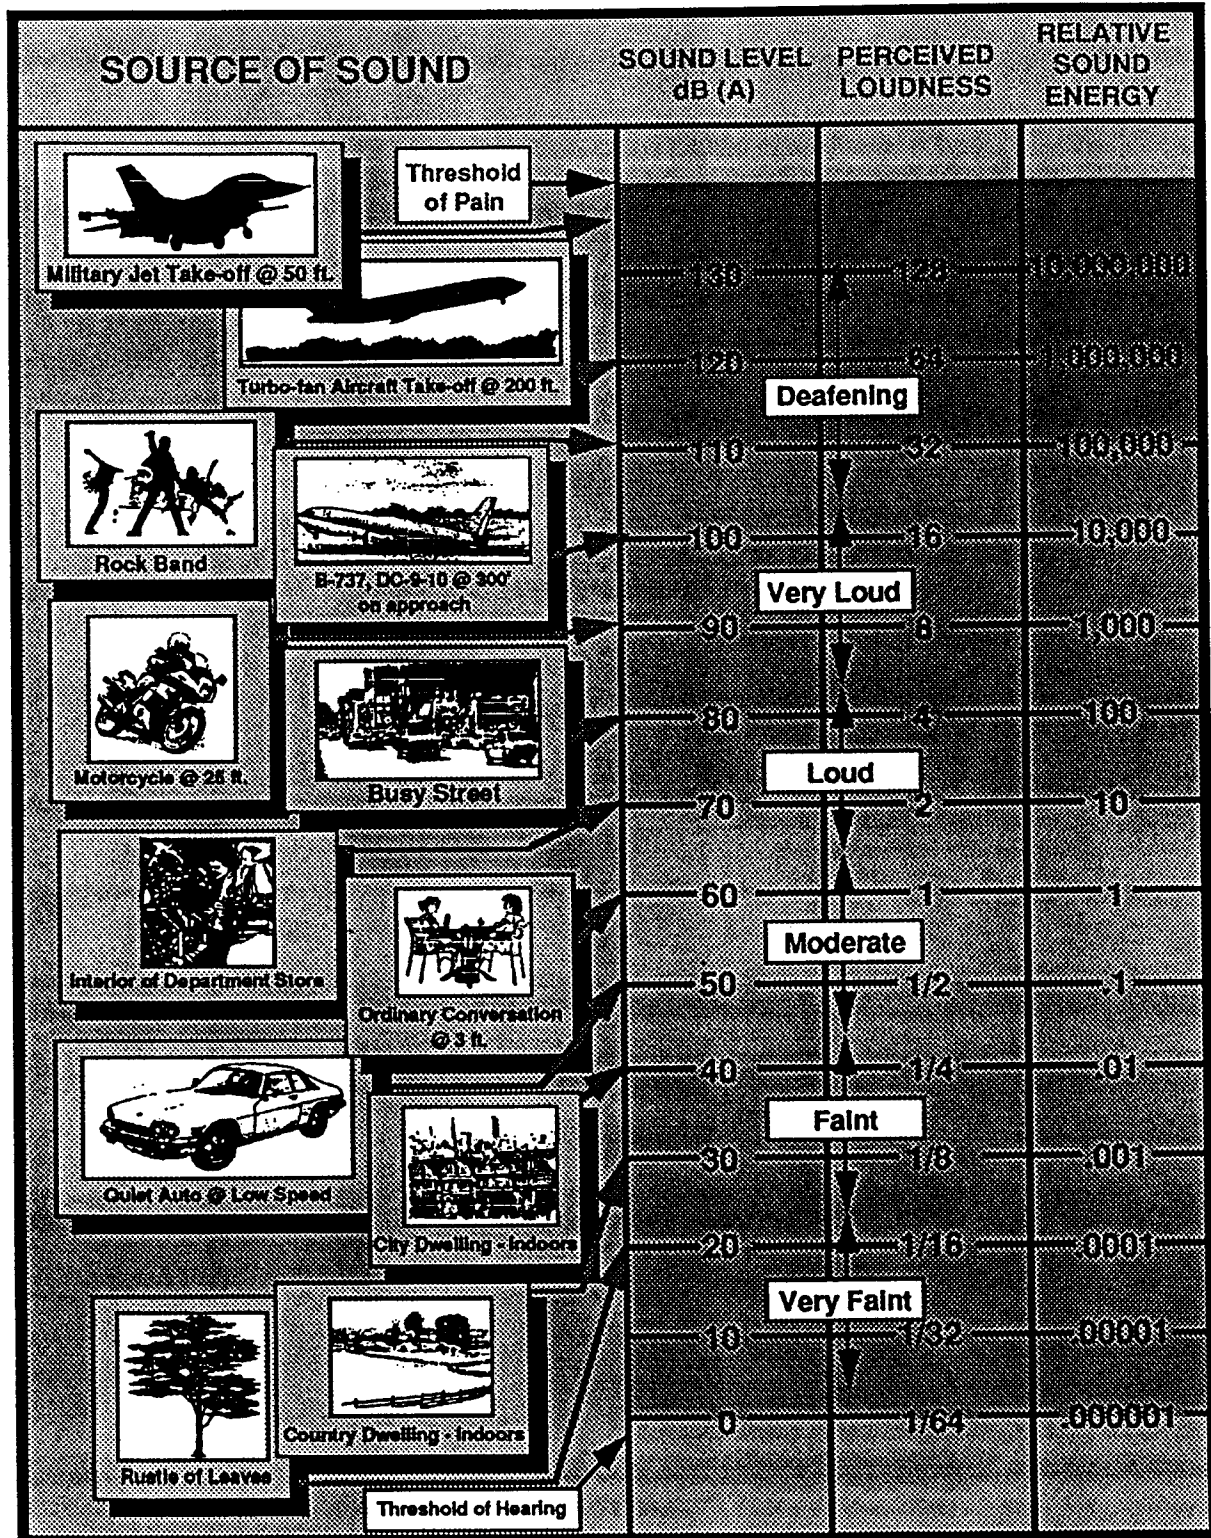 SOURCE OF SOUND
SOUND LEVEL
dB (A)
PERCEIVED
LOUDNESS
RELATIVE
SOUND
ENERGY
Threshold
of Pain
Military Jet Take-off @ 50 ft.
130 128 10,000,000
Turbo-fan Aircraft Take-off @ 200 ft.
120 64 1,000,000
Deafening
110 32 100,000
Rock Band
100 16 10,000
B-737, DC-9-10 @ 300'
on approach
Very Loud
90 8 1,000
Motorcycle @ 25 ft.
80 4 100
Busy Street
Loud
70 2 10
Interior of Department Store
60 1 1
Moderate
Ordinary Conversation
@ 3 ft.
50 1/2 .1
40 1/4 .01
Quiet Auto @ Low Speed
Faint
30 1/8 .001
City Dwelling - Indoors
20 1/16 .0001
Very Faint
10 1/32 .00001
Country Dwelling - Indoors
0 1/64 .000001
Rustle of Leaves
Threshold of Hearing